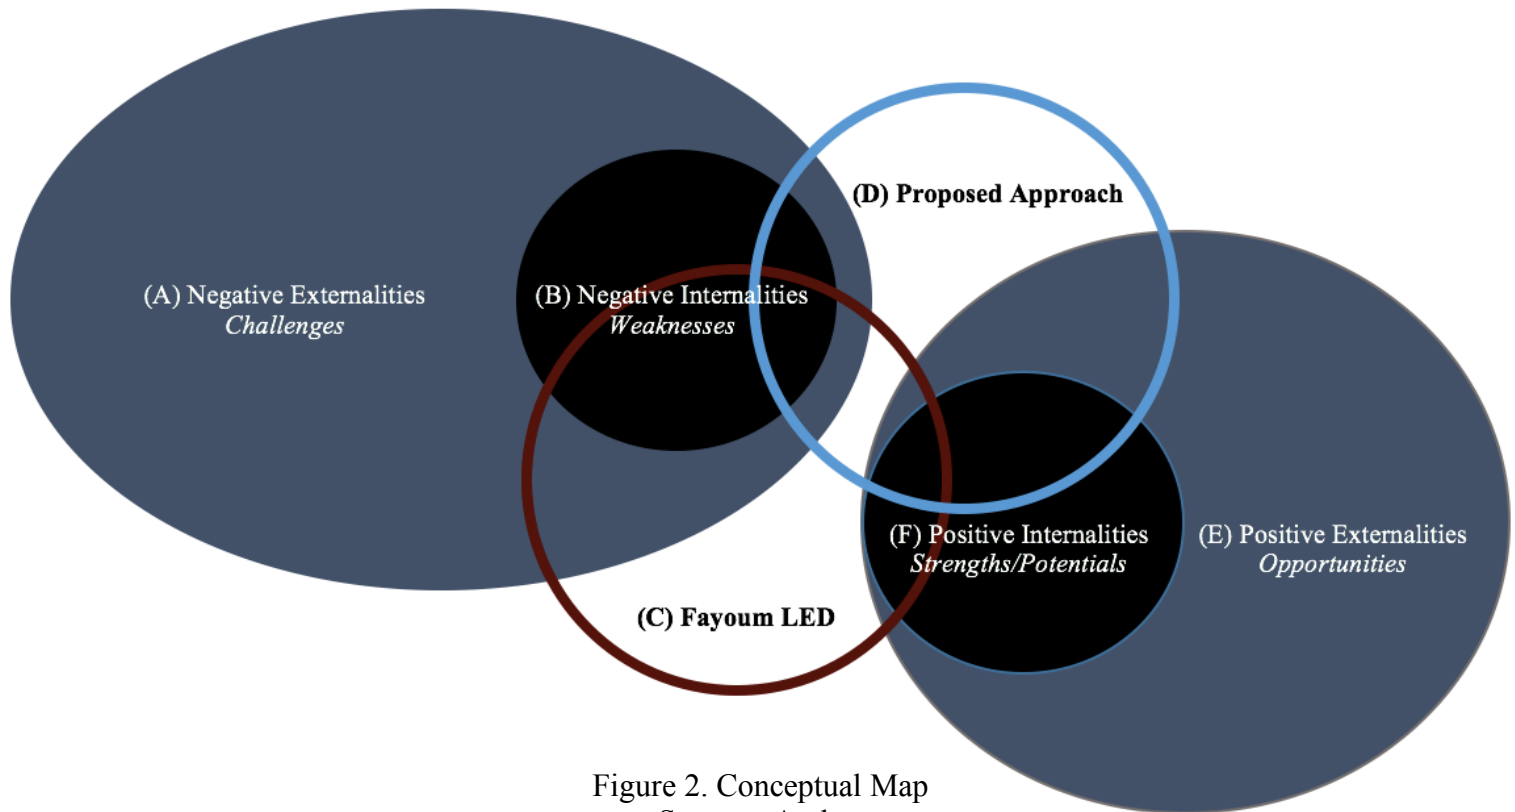 (D) Proposed Approach
(A) Negative Externalities
Challenges
(B) Negative Internalities
Weaknesses
(F) Positive Internalities
Strengths/Potentials
(E) Positive Externalities
Opportunities
(C) Fayoum LED
Figure 2. Conceptual Map